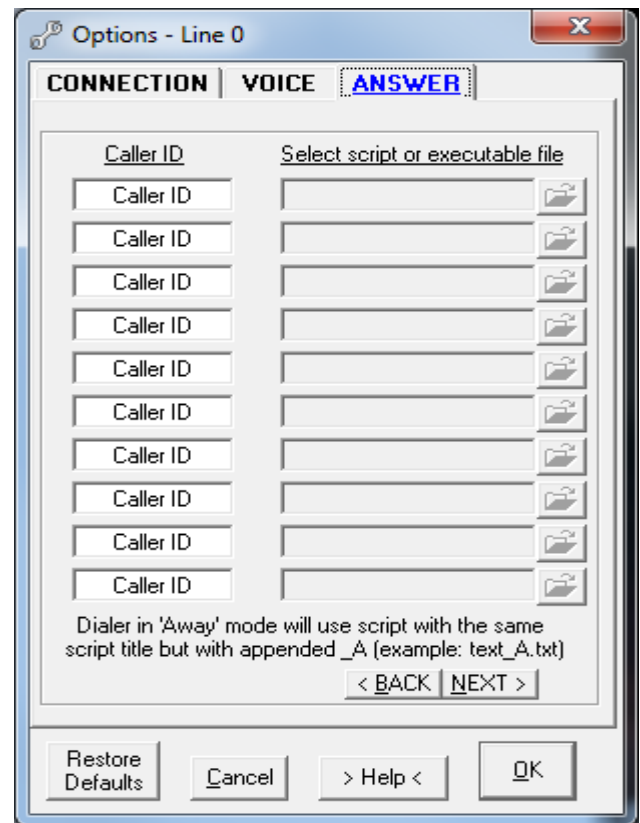 Options - Line 0
CONNECTION VOICE ANSWER
Caller ID Select script or executable file
Caller ID
Caller ID
Caller ID
Caller ID
Caller ID
Caller ID
Caller ID
Caller ID
Caller ID
Caller ID
Dialer in 'Away' mode will use script with the same
script title but with appended _A (example: text_A.txt)
< BACK NEXT >
Restore
Defaults
Cancel
> Help <
OK